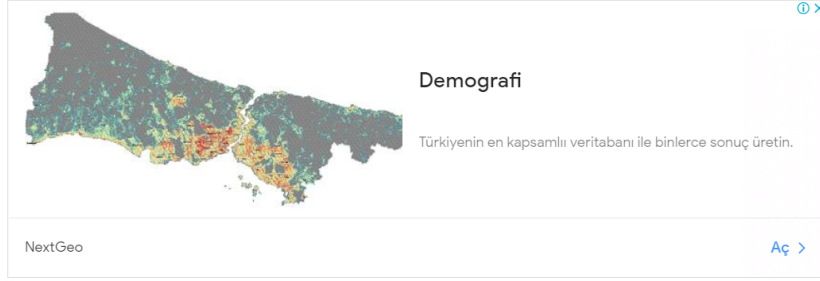 Demografi
Türkiyenin en kapsamlıı veritabanı ile binlerce sonuç üretin.
NextGeo
Aç